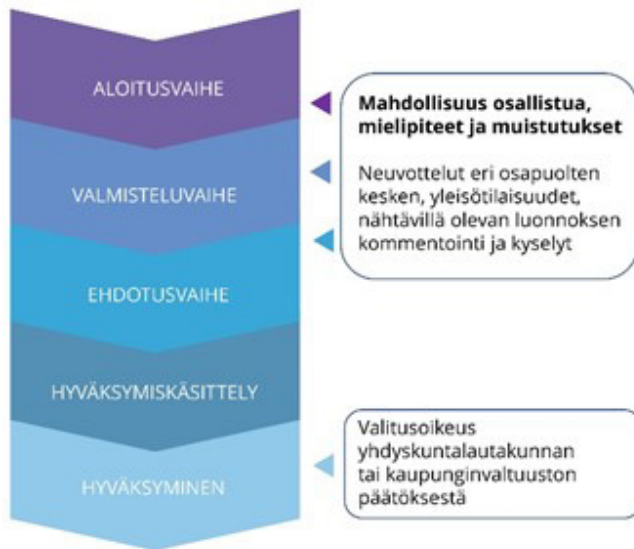 ALOITUSVAIHE
Mahdollisuus osallistua,
mielipiteet ja muistutukset
VALMISTELUVAIHE
Neuvottelut eri osapuolten
kesken, yleisötilaisuudet,
nähtävillä olevan luonnoksen
kommentointi ja kyselyt
EHDOTUSVAIHE
HYVÄKSYMISKÄSITTELY
HYVÄKSYMINEN
Valitusoikeus
yhdyskuntalautakunnan
tai kaupunginvaltuuston
päätöksestä